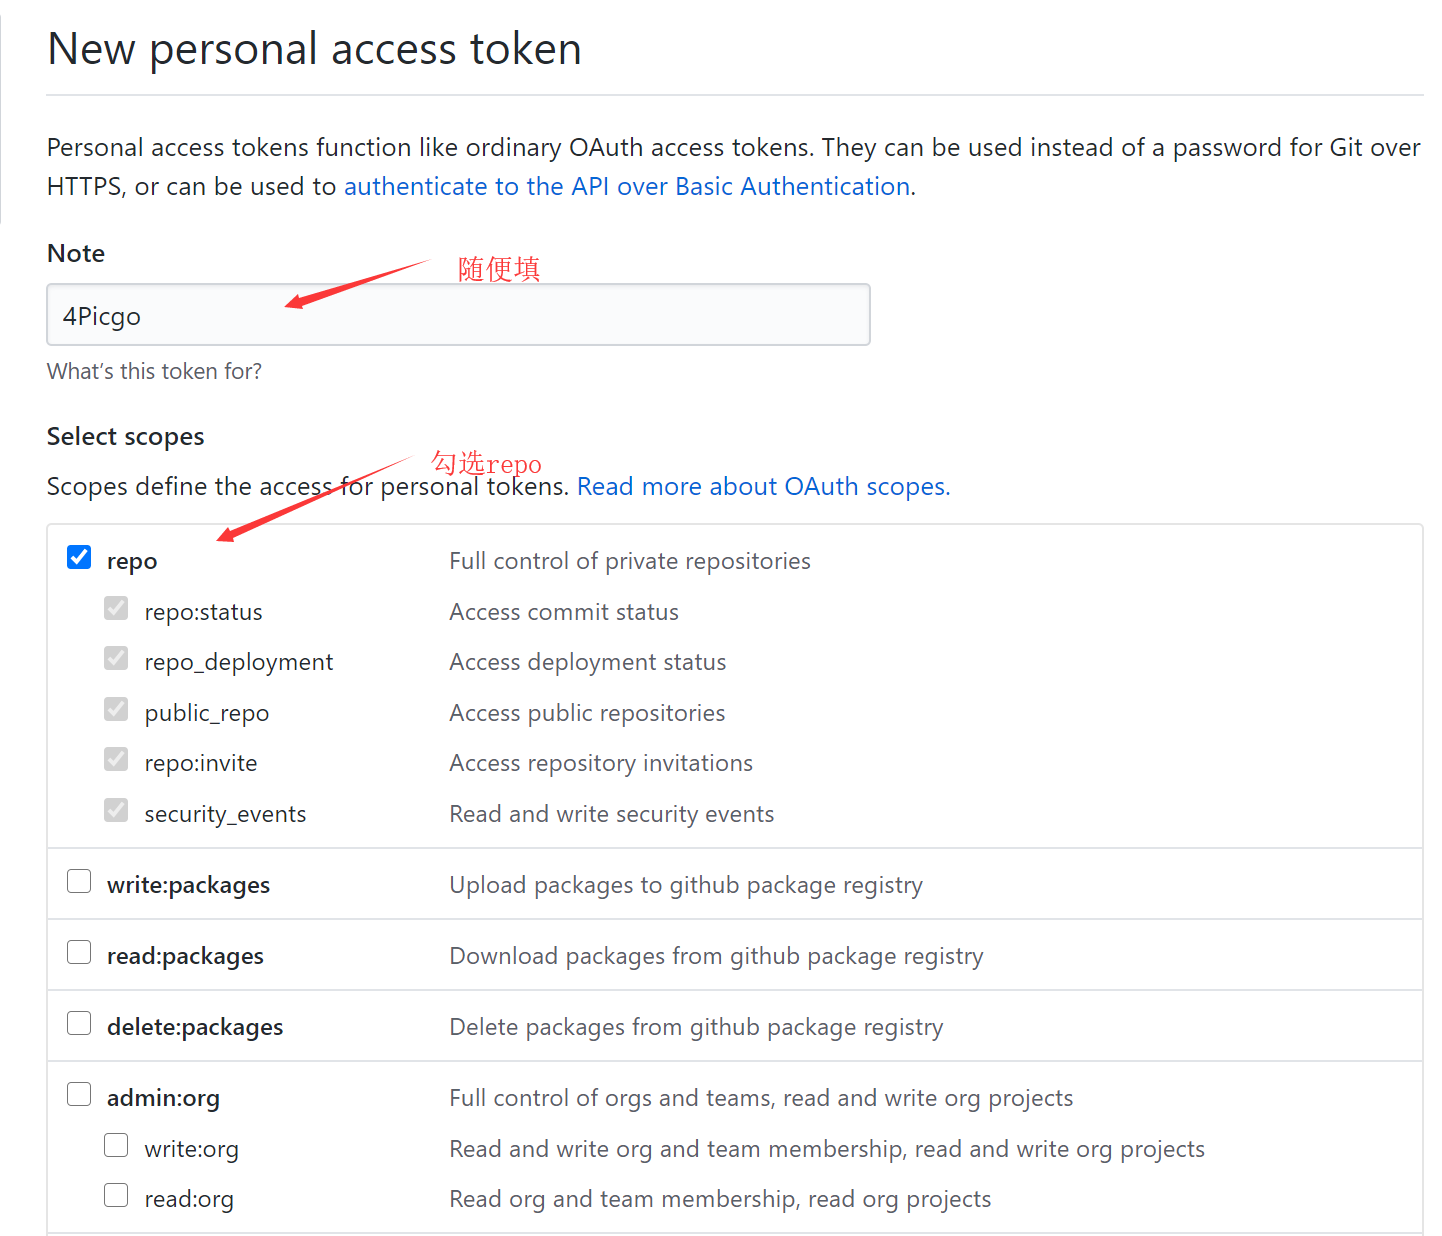 New personal access token
Personal access tokens function like ordinary OAuth access tokens. They can be used instead of a password for Git over
HTTPS, or can be used to authenticate to the API over Basic Authentication.
Note
随便填
4Picgo
What’s this token for?
Select scopes
勾选repo
Scopes define the access for personal tokens. Read more about OAuth scopes.
repo Full control of private repositories
repo:status Access commit status
repo_deployment Access deployment status
public_repo Access public repositories
repo:invite Access repository invitations
security_events Read and write security events
write:packages Upload packages to github package registry
read:packages Download packages from github package registry
delete:packages Delete packages from github package registry
admin:org Full control of orgs and teams, read and write org projects
write:org Read and write org and team membership, read and write org projects
read:org Read org and team membership, read org projects